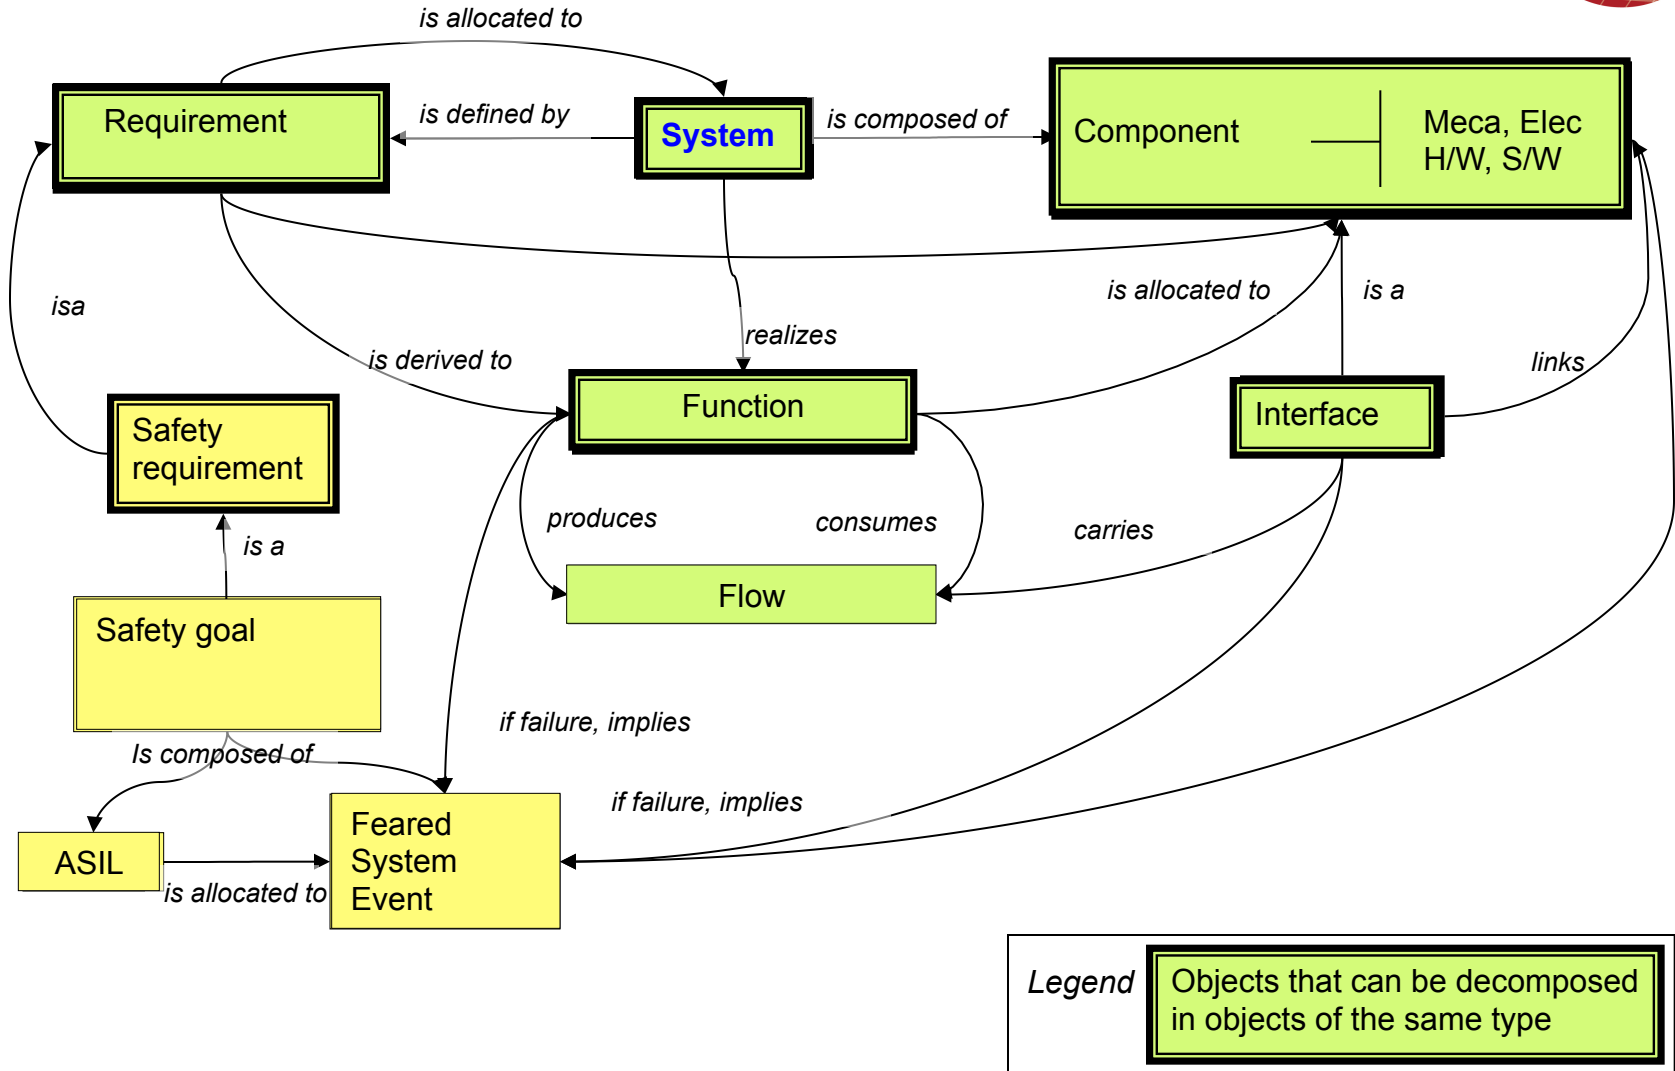 is allocated to
Requirement
is defined by
System
is composed of
Component
Meca, Elec
H/W, S/W
isa
is derived to
realizes
is allocated to
is a
links
Safety
requirement
Function
Interface
is a
produces
consumes
carries
Safety goal
Flow
Is composed of
if failure, implies
if failure, implies
ASIL
is allocated to
Feared
System
Event
Legend
Objects that can be decomposed
in objects of the same type